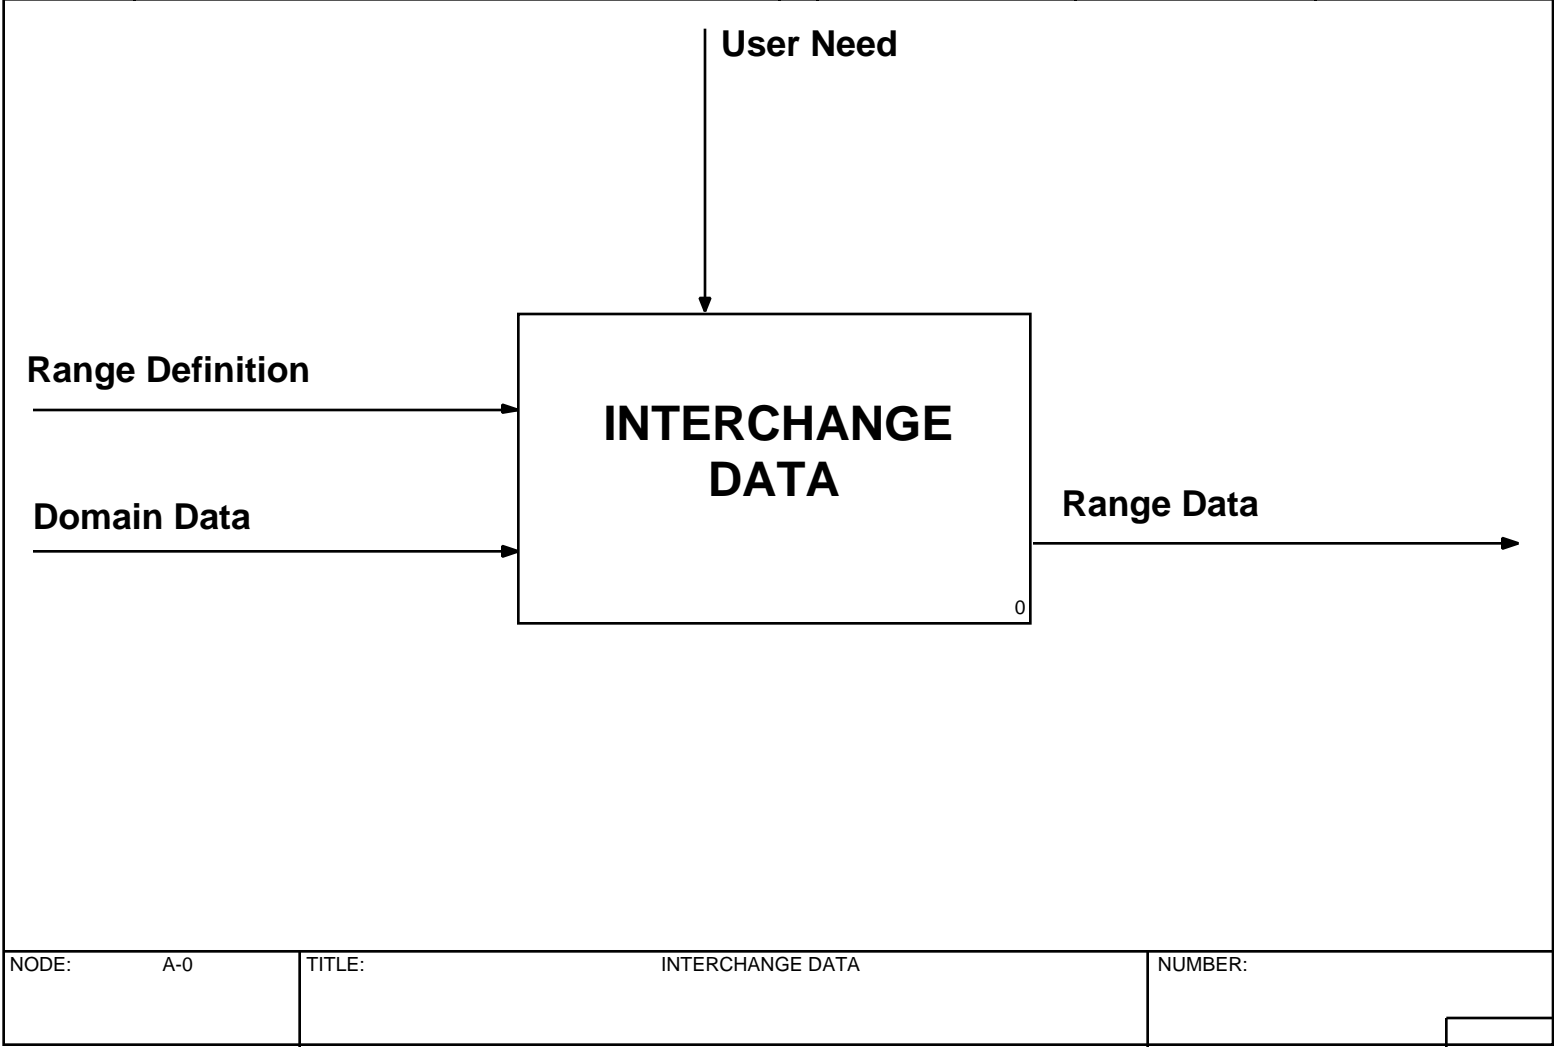 User Need
Range Definition
INTERCHANGE
DATA
Domain Data
Range Data
0
NODE: A-0 TITLE: INTERCHANGE DATA NUMBER: